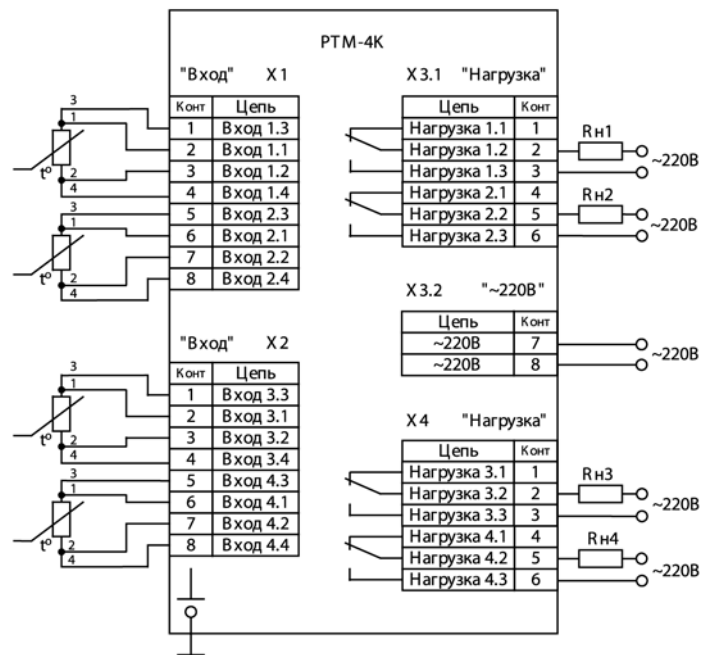 РТМ-4К
"Вход" X1
Конт Цепь
1 Вход 1.3
2 Вход 1.1
3 Вход 1.2
4 Вход 1.4
5 Вход 2.3
6 Вход 2.1
7 Вход 2.2
8 Вход 2.4
3
1
2
t°
4
3
1
2
t°
4
"Вход" X2
Конт Цепь
1 Вход 3.3
2 Вход 3.1
3 Вход 3.2
4 Вход 3.4
5 Вход 4.3
6 Вход 4.1
7 Вход 4.2
8 Вход 4.4
3
1
2
t°
4
3
1
2
t°
4
X3.1 "Нагрузка"
Цепь Конт
Нагрузка 1.1 1
Нагрузка 1.2 2
Нагрузка 1.3 3
Нагрузка 2.1 4
Нагрузка 2.2 5
Нагрузка 2.3 6
Rн1
~220В
Rн2
~220В
X3.2 "~220В"
Цепь Конт
~220В 7
~220В 8
~220В
X4 "Нагрузка"
Цепь Конт
Нагрузка 3.1 1
Нагрузка 3.2 2
Нагрузка 3.3 3
Нагрузка 4.1 4
Нагрузка 4.2 5
Нагрузка 4.3 6
Rн3
~220В
Rн4
~220В